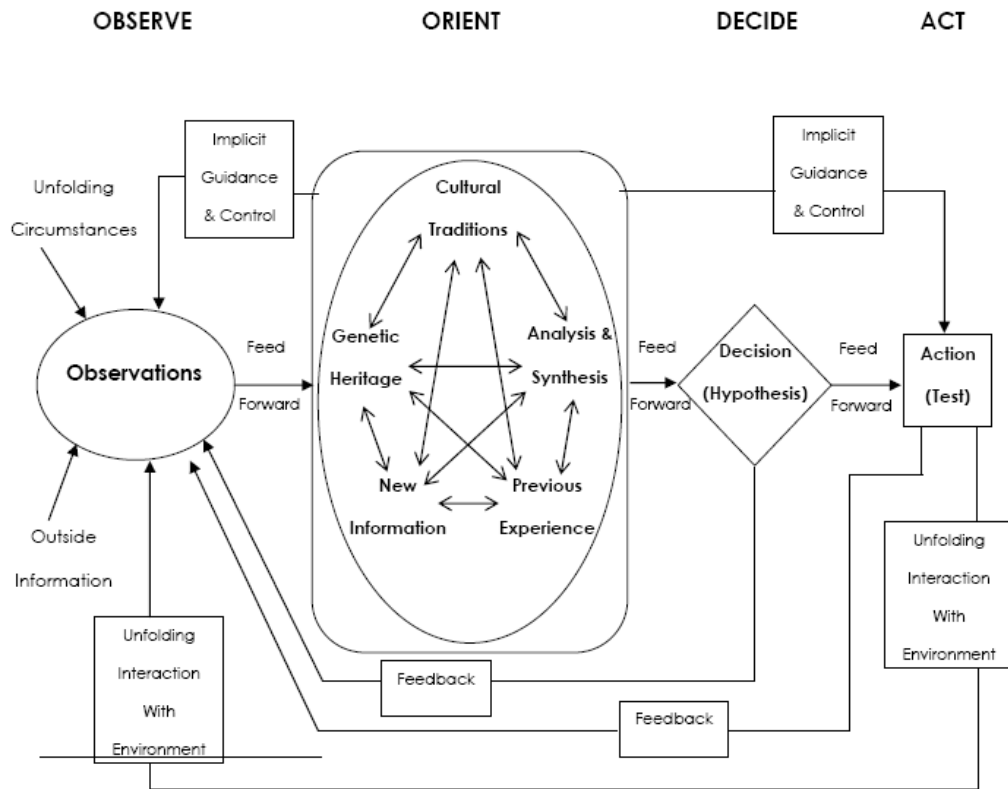 OBSERVE
ORIENT
DECIDE
ACT
Implicit
Guidance
& Control
Unfolding
Circumstances
Observations
Outside
Information
Unfolding
Interaction
With
Environment
Feed
Forward
Cultural
Traditions
Genetic
Heritage
Analysis &
Synthesis
New
Information
Previous
Experience
Feed
Forward
Decision
(Hypothesis)
Feed
Forward
Implicit
Guidance
& Control
Action
(Test)
Unfolding
Interaction
With
Environment
Feedback
Feedback